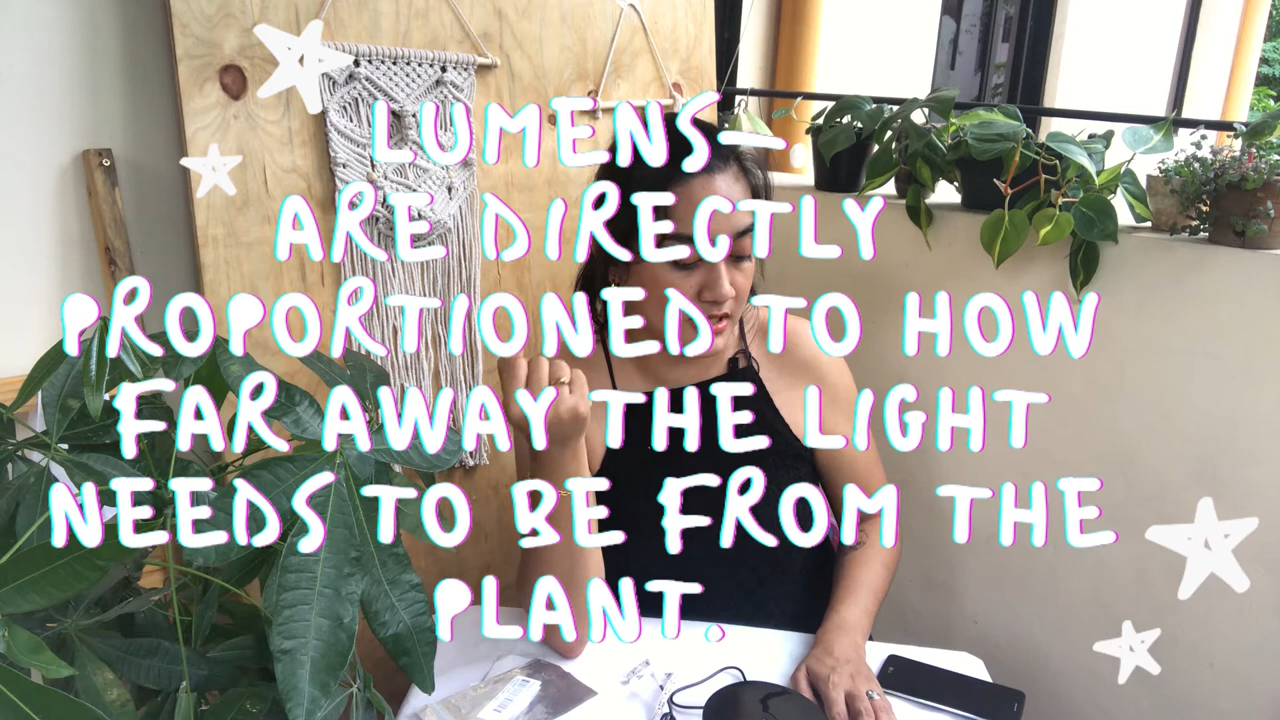 LUMENS—
ARE DIRECTLY
PROPORTIONED TO HOW
FAR AWAY THE LIGHT
NEEDS TO BE FROM THE
PLANT.